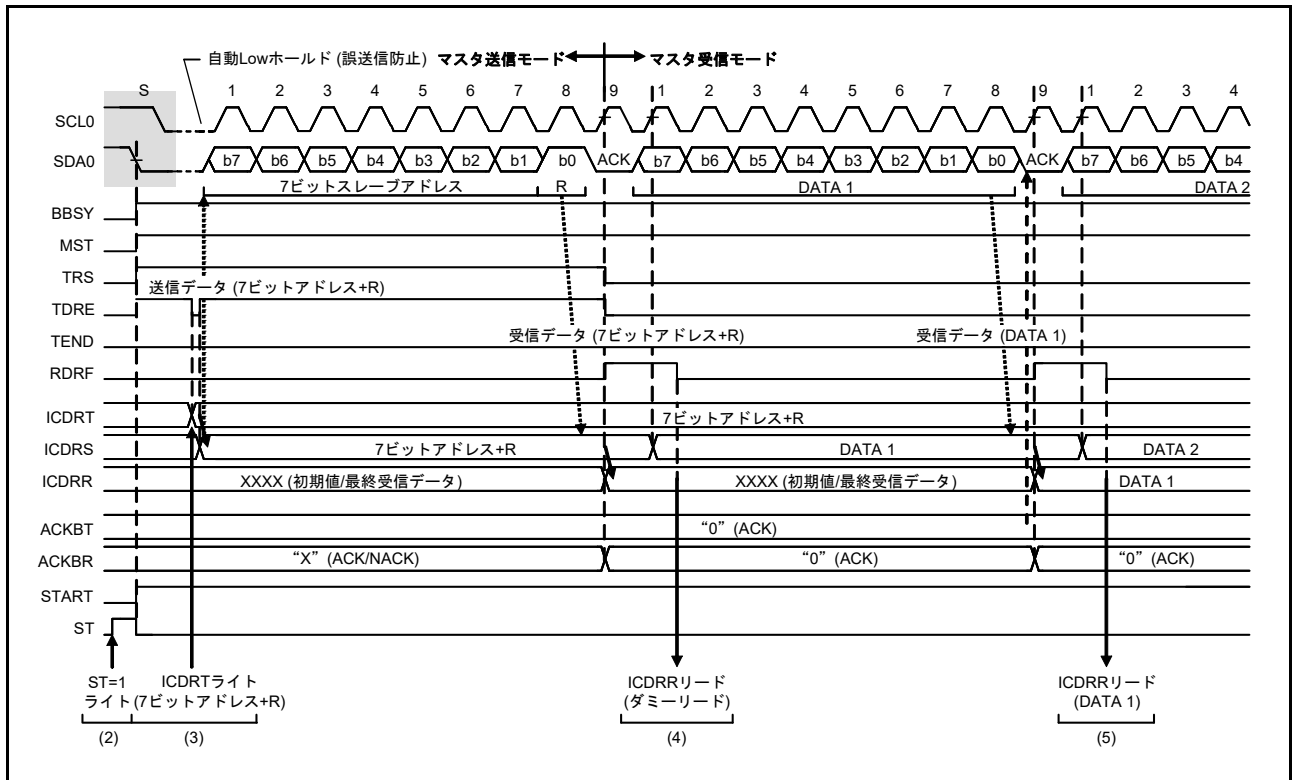 自動Lowホールド (誤送信防止) マスタ送信モード マスタ受信モード
S 1 2 3 4 5 6 7 8 9 1 2 3 4 5 6 7 8 9 1 2 3 4
SCL0
SDA0 b7 b6 b5 b4 b3 b2 b1 b0 ACK b7 b6 b5 b4 b3 b2 b1 b0 ACK b7 b6 b5 b4
7ビットスレーブアドレス R DATA 1 DATA 2
BBSY
MST
TRS
送信データ (7ビットアドレス+R)
TDRE
受信データ (7ビットアドレス+R) 受信データ (DATA 1)
TEND
RDRF
ICDRT 7ビットアドレス+R
ICDRS 7ビットアドレス+R DATA 1 DATA 2
ICDRR XXXX (初期値/最終受信データ) XXXX (初期値/最終受信データ) DATA 1
ACKBT “0” (ACK)
ACKBR “X” (ACK/NACK) “0” (ACK) “0” (ACK)
START
ST
ST=1 ICDRTライト ICDRRリード ICDRRリード
ライト (7ビットアドレス+R) (ダミーリード) (DATA 1)
(2) (3) (4) (5)